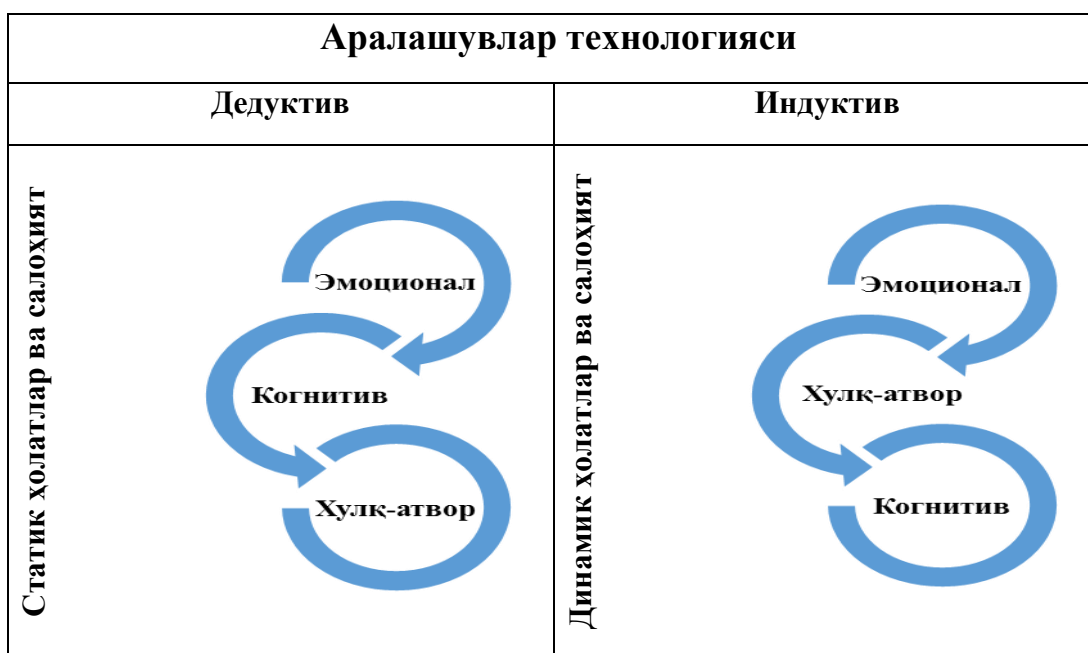 Аралашувлар технологияси
Дедуктив
Индуктив
Статик ҳолатлар ва салоҳият
Эмоционал
Когнитив
Хулқ-атвор
Динамик ҳолатлар ва салоҳият
Эмоционал
Хулқ-атвор
Когнитив